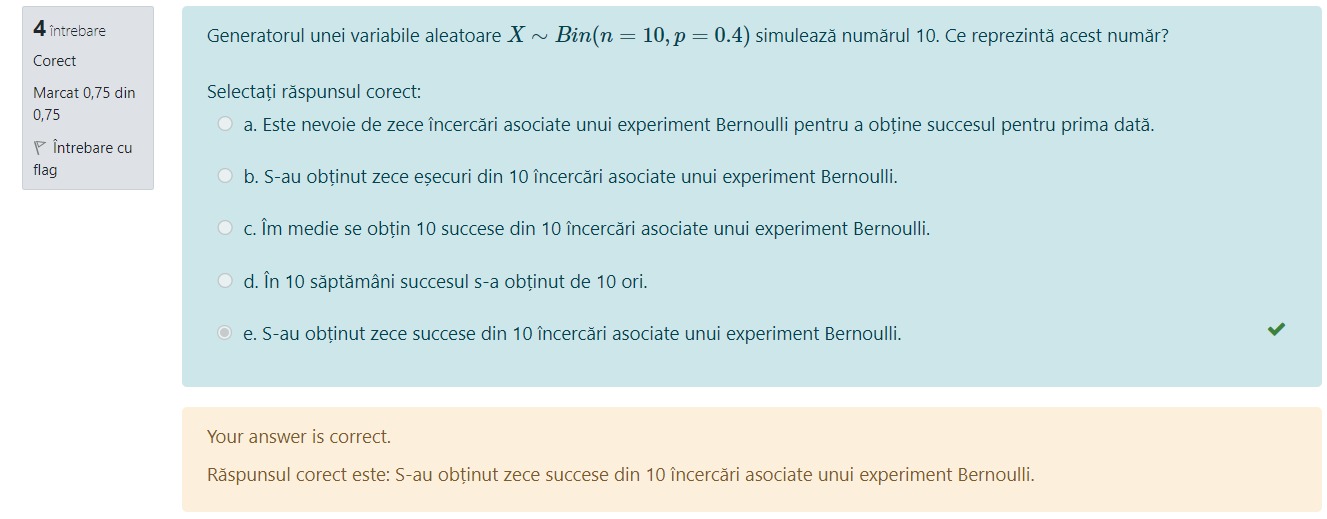 4 întrebare
Corect
Marcat 0,75 din
0,75
Întrebare cu
flag
Generatorul unei variabile aleatoare X ∼ Bin(n = 10, p = 0.4) simulează numărul 10. Ce reprezintă acest număr?
Selectați răspunsul corect:
a. Este nevoie de zece încercări asociate unui experiment Bernoulli pentru a obține succesul pentru prima dată.
b. S-au obținut zece eșecuri din 10 încercări asociate unui experiment Bernoulli.
c. Îm medie se obțin 10 succese din 10 încercări asociate unui experiment Bernoulli.
d. În 10 săptămâni succesul s-a obținut de 10 ori.
e. S-au obținut zece succese din 10 încercări asociate unui experiment Bernoulli.
Your answer is correct.
Răspunsul corect este: S-au obținut zece succese din 10 încercări asociate unui experiment Bernoulli.